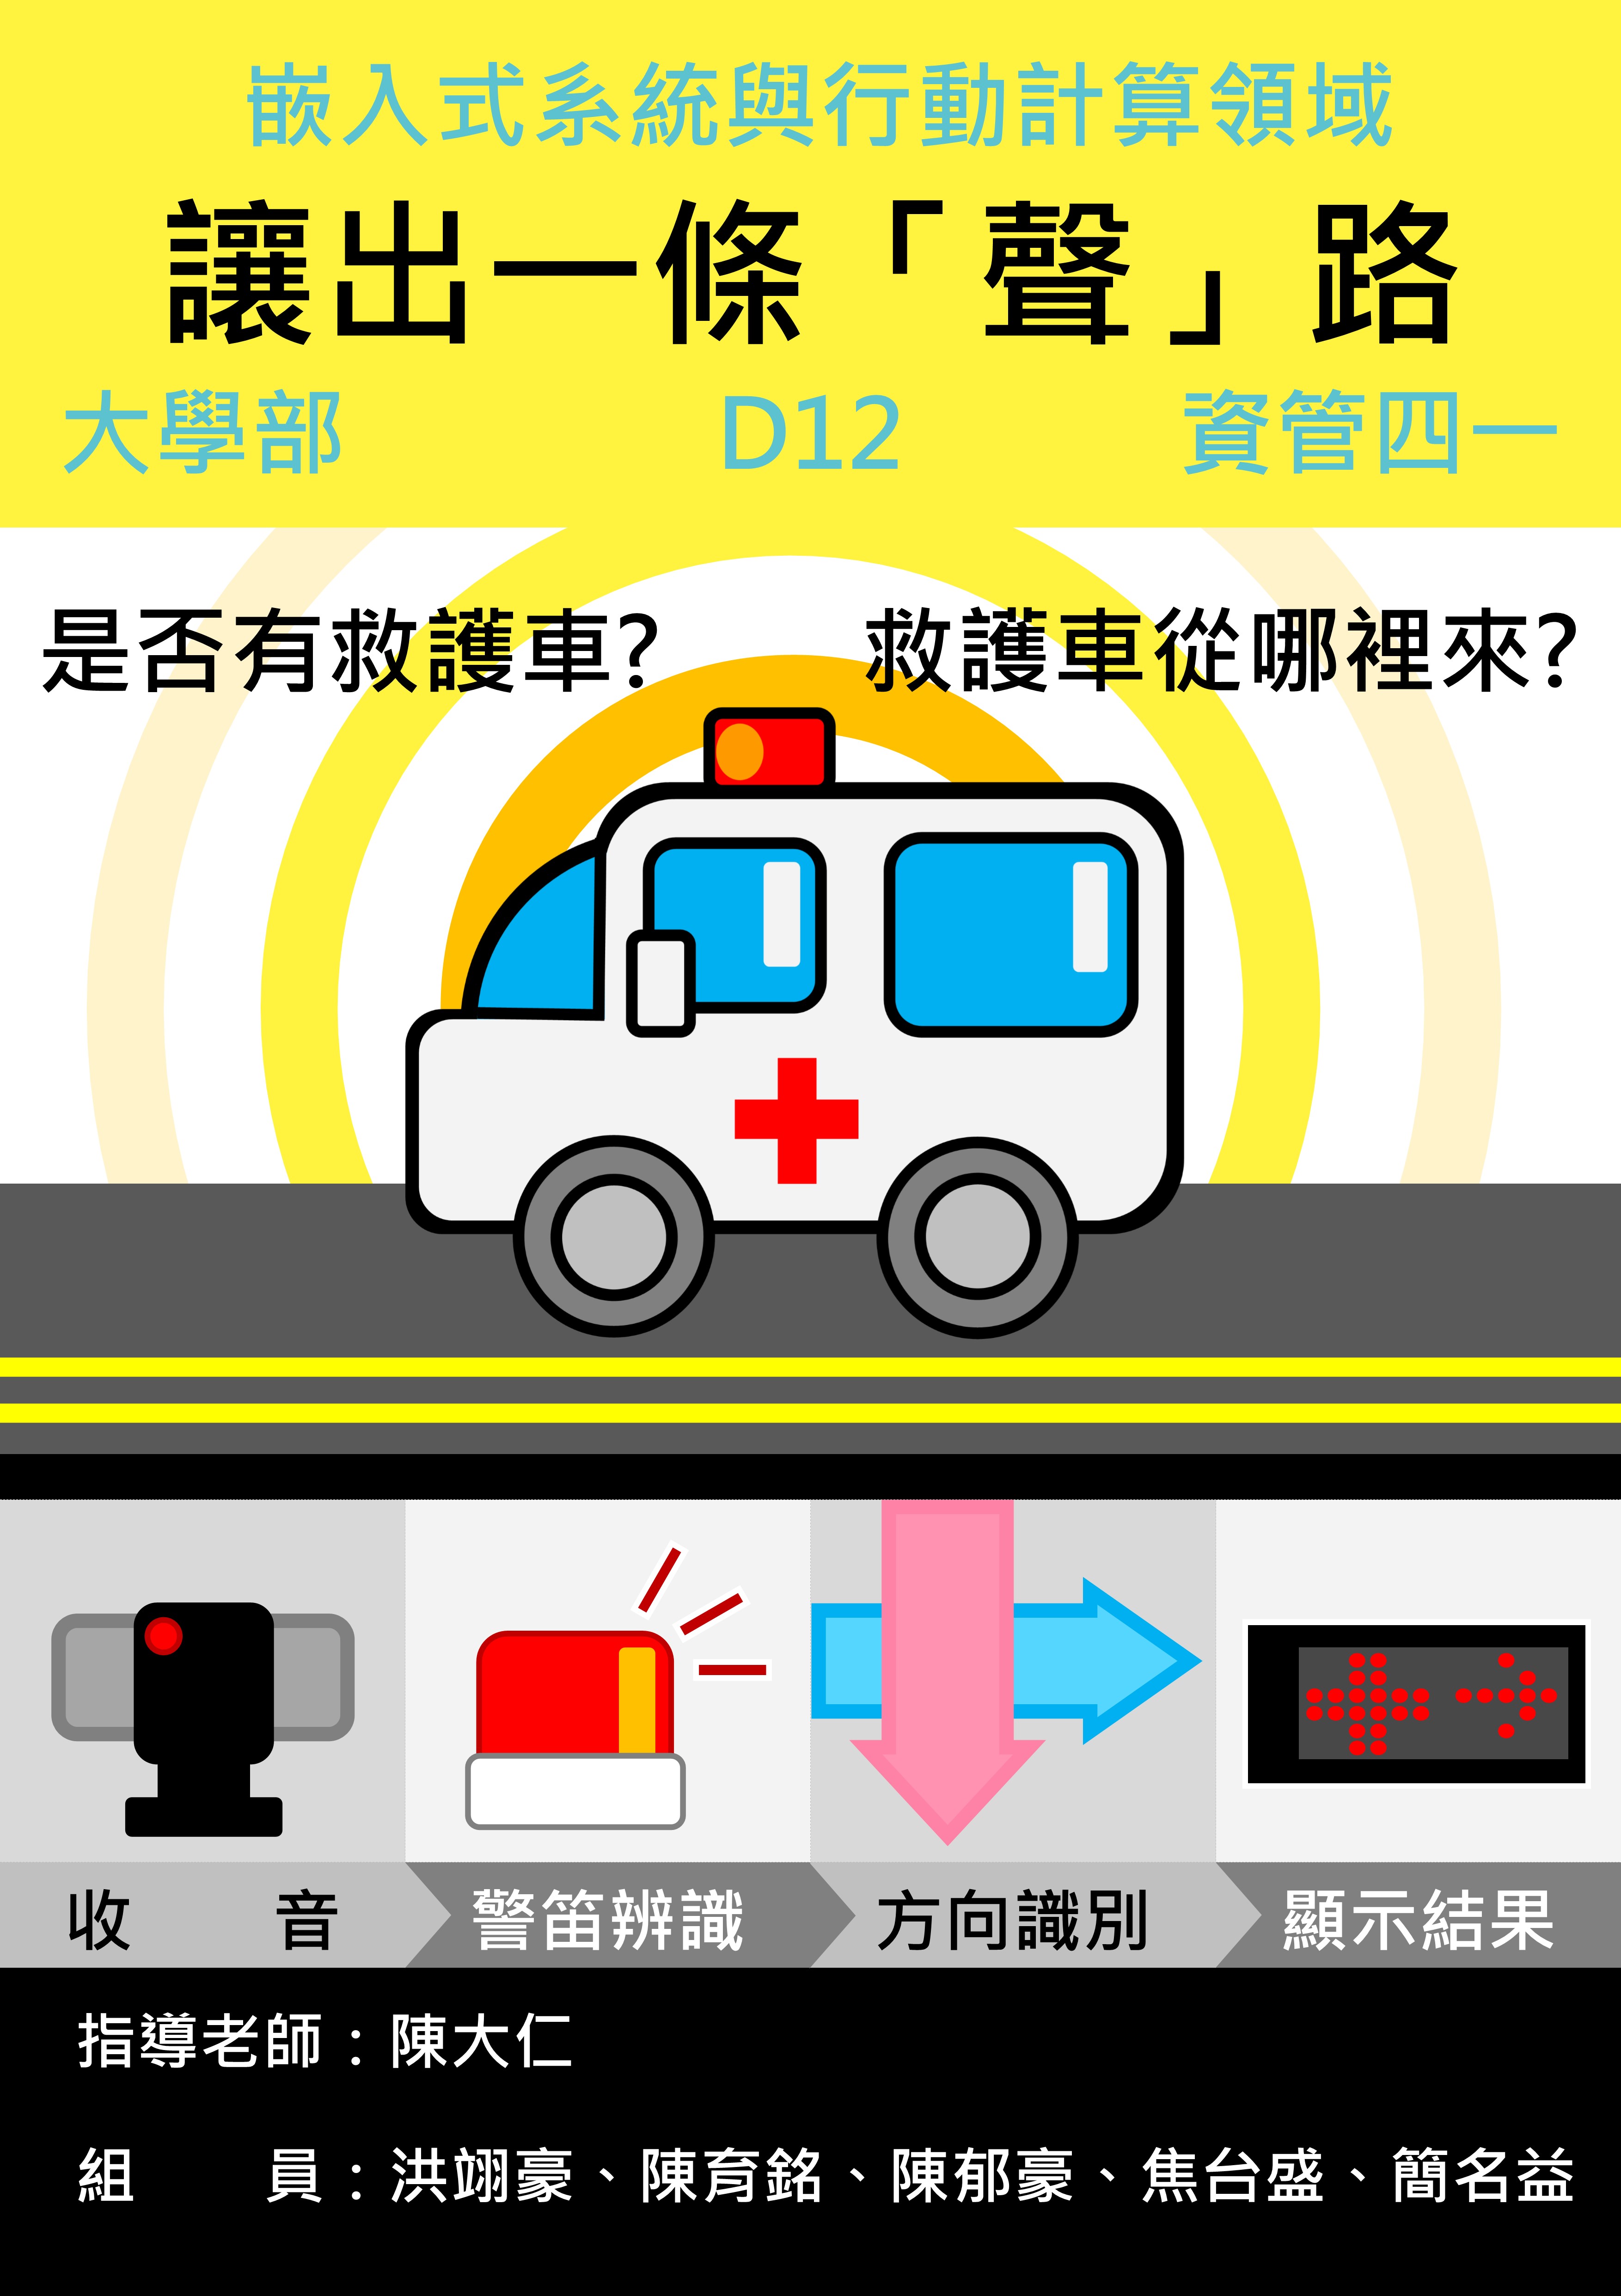 嵌入式系統與行動計算領域
讓出一條「聲」路
大學部 D12 資管四一
是否有救護車? 救護車從哪裡來?
收音 警笛辨識 方向識別 顯示結果
指導老師：陳大仁
組員：洪翊豪、陳育銘、陳郁豪、焦台盛、簡名益